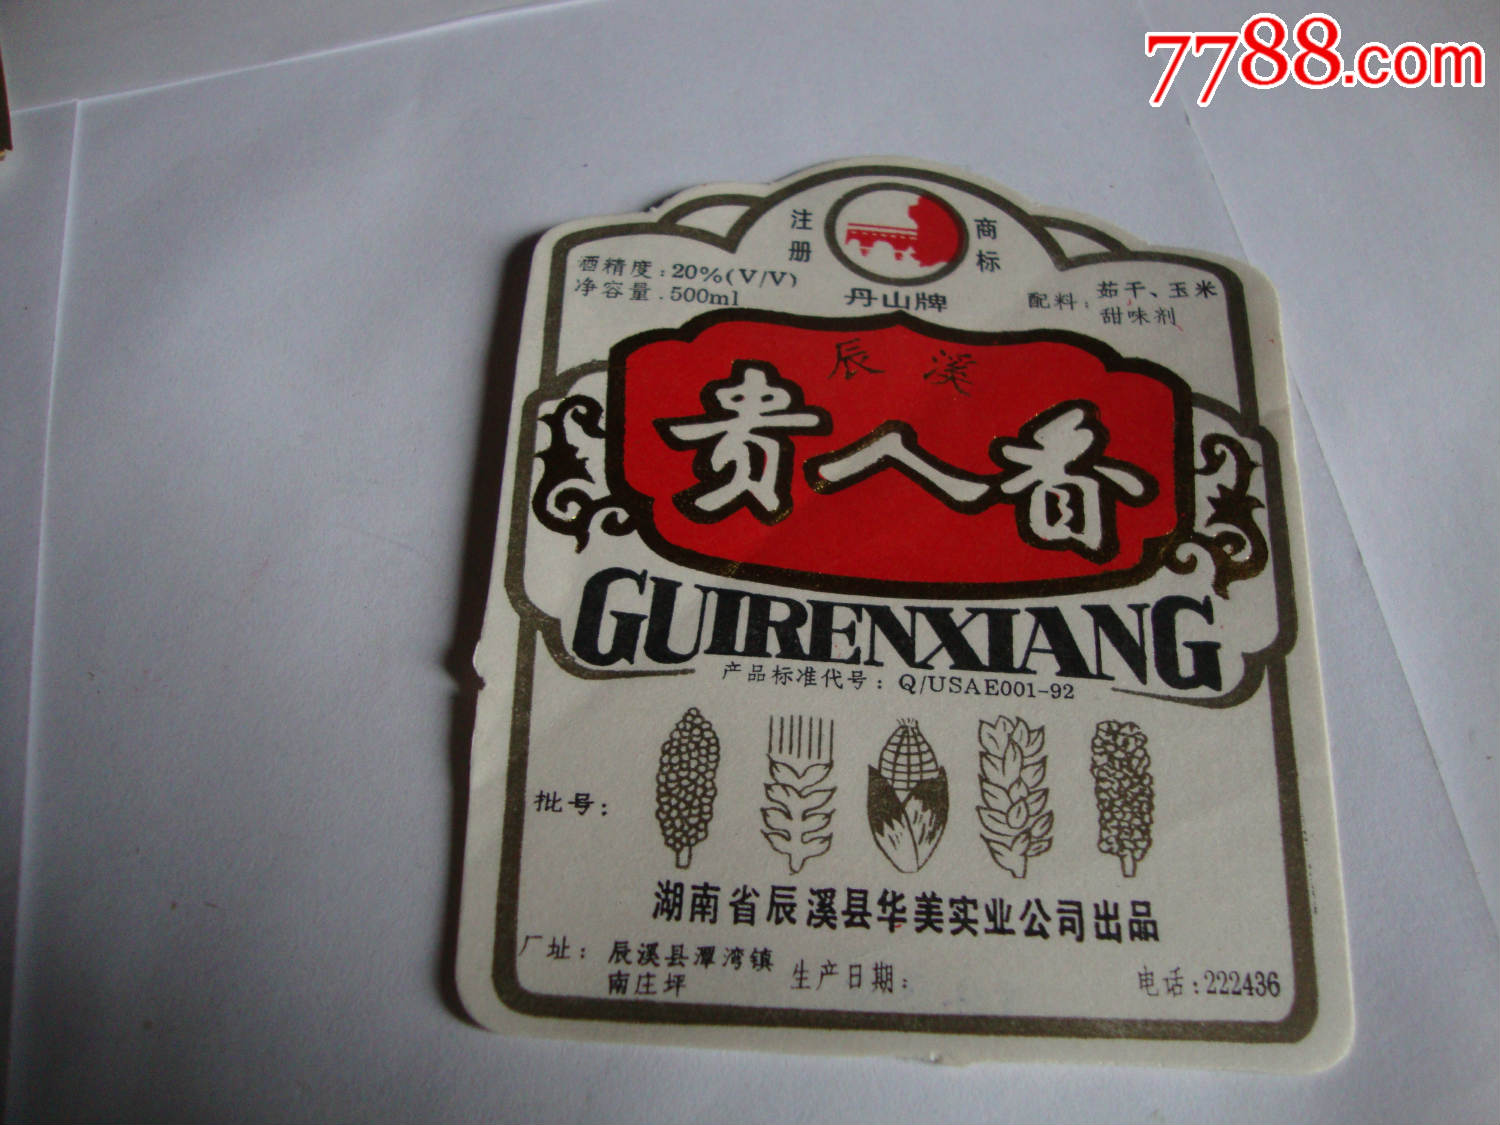 7788.com
注册 商标
酒精度：20%(V/V)
净容量．500ml
丹山牌
配料：茹干、玉米
甜味剂
辰溪
贵人香
GUIRENXIANG
产品标准代号：Q/USAE001-92
批号：
湖南省辰溪县华美实业公司出品
厂址：辰溪县潭湾镇
南庄坪
生产日期：
电话：222436